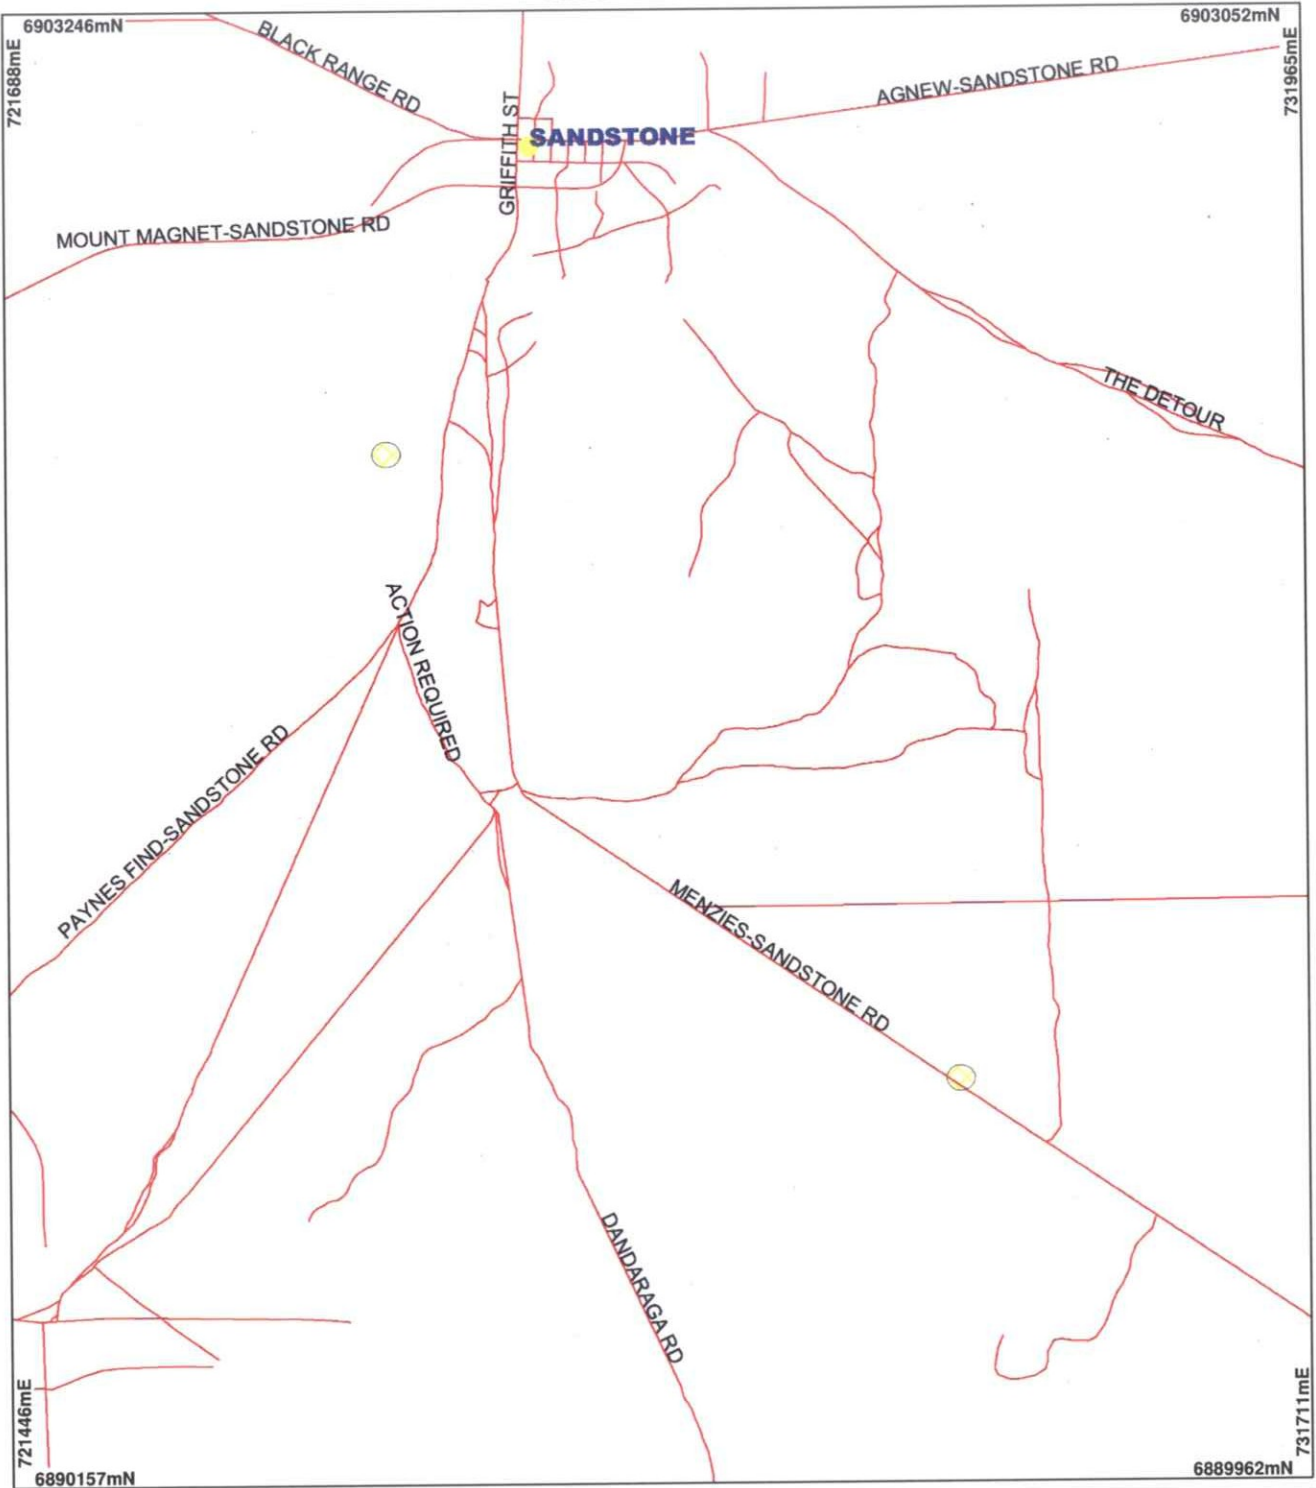 6903246mN
6903052mN
721688mE
731965mE
BLACK RANGE RD
AGNEW-SANDSTONE RD
GRIFFITH ST
SANDSTONE
MOUNT MAGNET-SANDSTONE RD
THE DETOUR
ACTION REQUIRED
PAYNES FIND-SANDSTONE RD
MENZIES-SANDSTONE RD
DANDARAGA RD
721446mE
731711mE
6890157mN
6889962mN